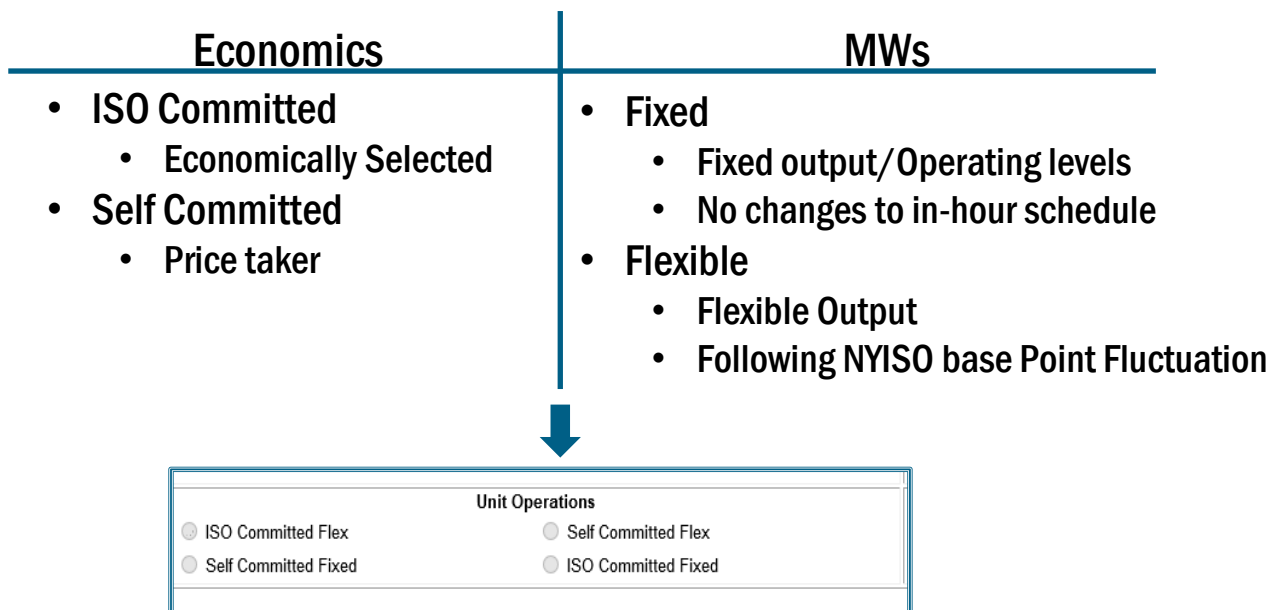 Economics
• ISO Committed
• Economically Selected
• Self Committed
• Price taker
MWs
• Fixed
• Fixed output/Operating levels
• No changes to in-hour schedule
• Flexible
• Flexible Output
• Following NYISO base Point Fluctuation
Unit Operations
ISO Committed Flex Self Committed Flex
Self Committed Fixed ISO Committed Fixed